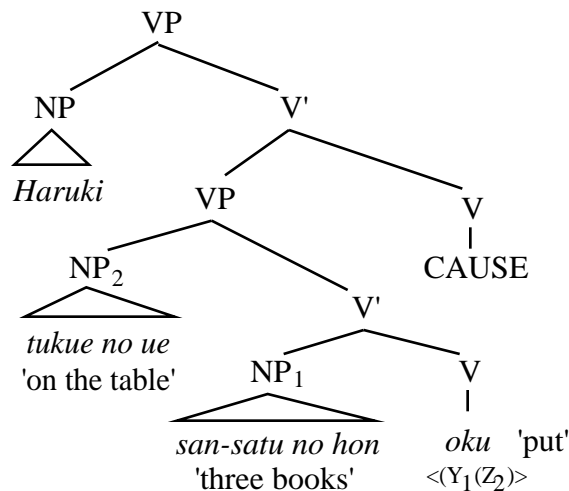 VP
NP V'
Haruki
VP V
NP₂ CAUSE
V'
tukue no ue
'on the table' NP₁ V
san-satu no hon oku 'put'
'three books' <(Y₁(Z₂)>